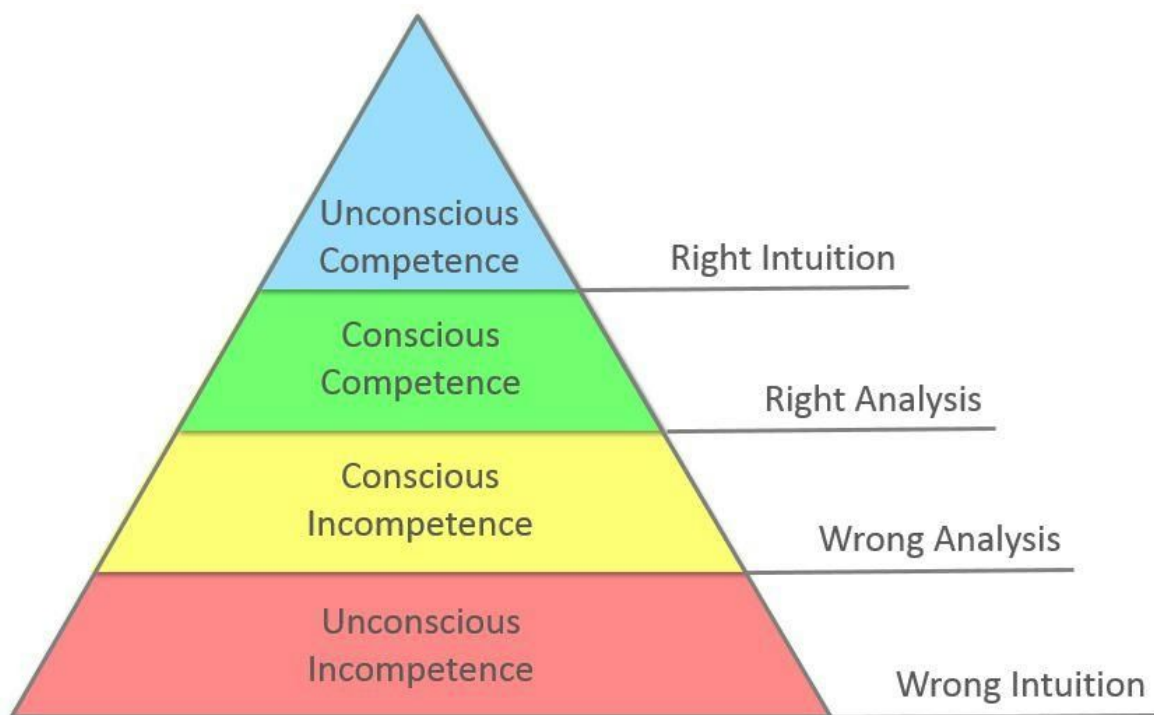 Unconscious
Competence
Right Intuition
Conscious
Competence
Right Analysis
Conscious
Incompetence
Wrong Analysis
Unconscious
Incompetence
Wrong Intuition